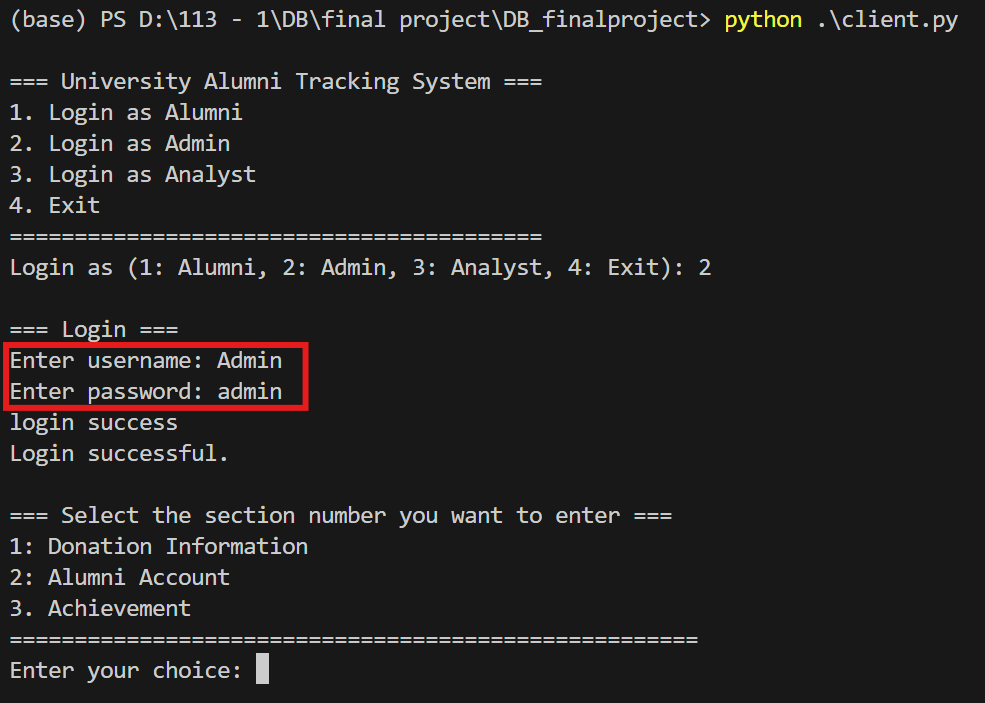 (base) PS D:\113 - 1\DB\final project\DB_finalproject> python .\client.py
=== University Alumni Tracking System ===
1. Login as Alumni
2. Login as Admin
3. Login as Analyst
4. Exit
=========================================
Login as (1: Alumni, 2: Admin, 3: Analyst, 4: Exit): 2
=== Login ===
Enter username: Admin
Enter password: admin
login success
Login successful.
=== Select the section number you want to enter ===
1: Donation Information
2: Alumni Account
3. Achievement
=====================================================
Enter your choice: